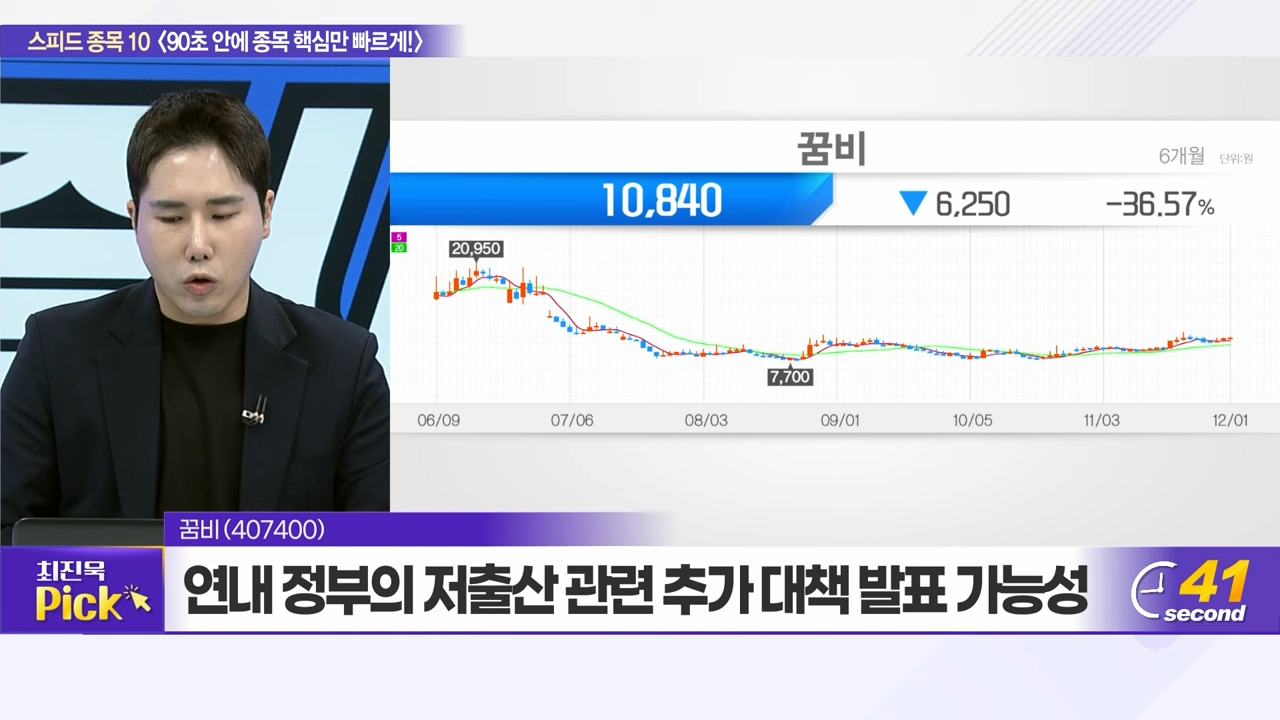 스피드 종목 10 〈90초 안에 종목 핵심만 빠르게!〉
꿈비
6개월 단위:원
10,840 ▼ 6,250 -36.57%
5
20
20,950
7,700
06/09 07/06 08/03 09/01 10/05 11/03 12/01
꿈비(407400)
최진욱
Pick
연내 정부의 저출산 관련 추가 대책 발표 가능성
41
second